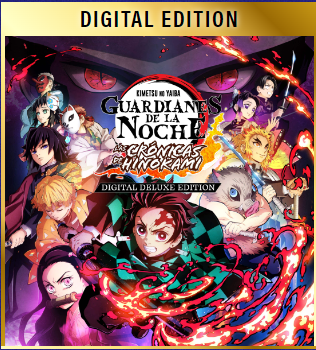 DIGITAL EDITION
KIMETSU NO YAIBA
GUARDIANES
DE LA
NOCHE
LAS CRÓNICAS
DE HINOKAMI
DIGITAL DELUXE EDITION